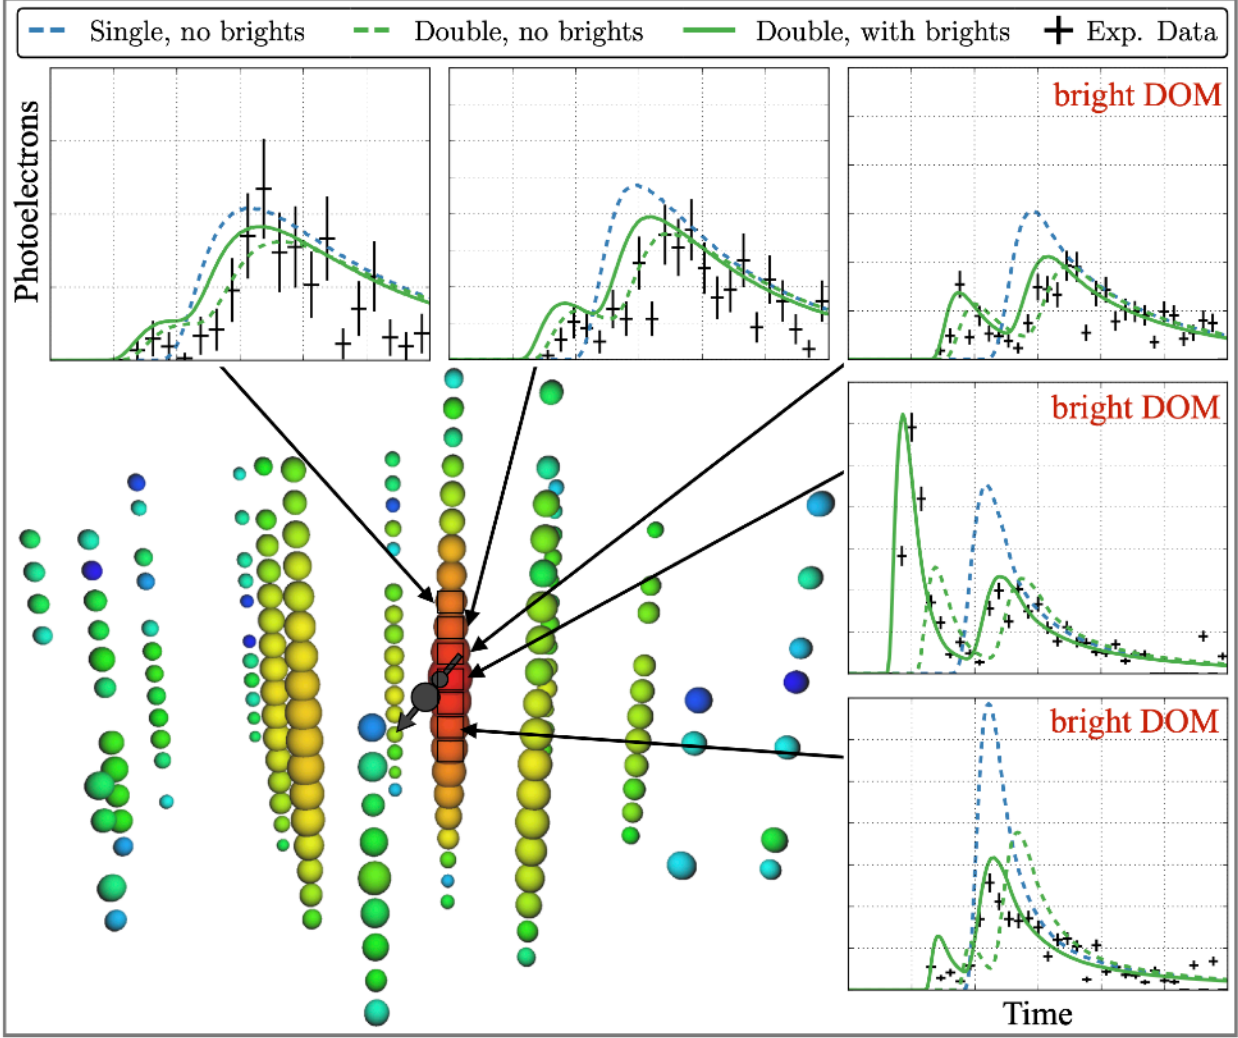 Single, no brights Double, no brights Double, with brights Exp. Data
Photoelectrons
bright DOM
bright DOM
bright DOM
Time